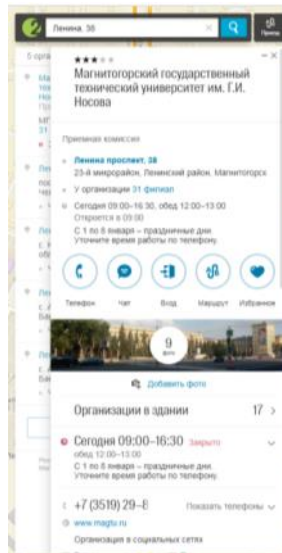 Ленина, 38
5 орга
Магнитогорский государственный
технический университет им. Г.И.
Носова
Приемная комиссия
Ленина проспект, 38
23-й микрорайон, Ленинский район, Магнитогорск
У организации 31 филиал
Сегодня 09:00–16:30, обед 12:00–13:00
Откроется в 09:00
С 1 по 8 января – праздничные дни.
Уточните время работы по телефону.
Телефон Чат Вход Маршрут Избранное
9
фото
Добавить фото
Организации в здании 17
Сегодня 09:00–16:30 Закрыто
обед 12:00–13:00
С 1 по 8 января – праздничные дни.
Уточните время работы по телефону.
+7 (3519) 29–8 Показать телефоны
www.magtu.ru
Организация в социальных сетях